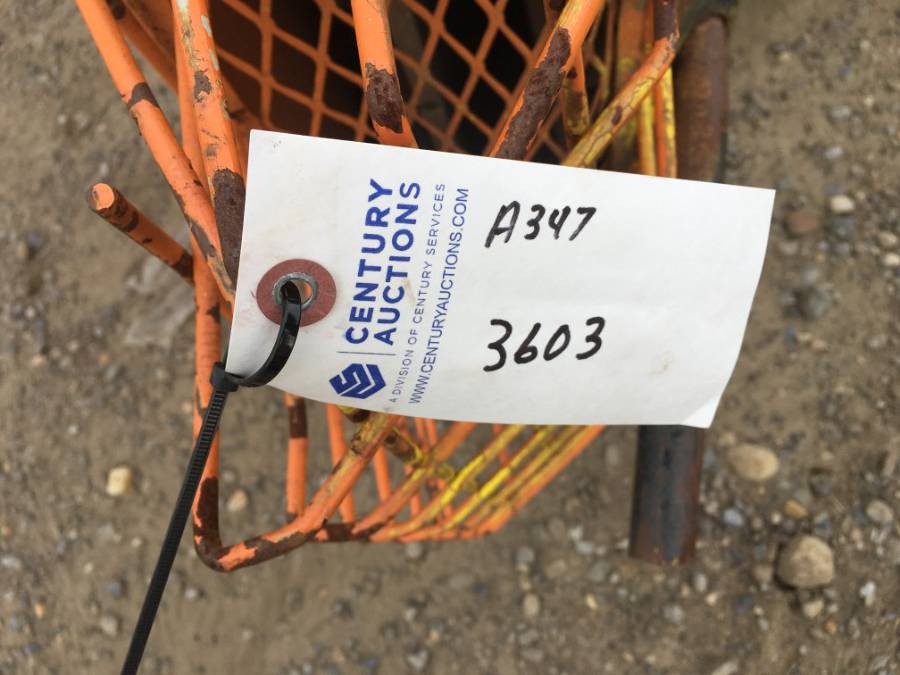 CENTURY
AUCTIONS
A DIVISION OF CENTURY SERVICES
WWW.CENTURYAUCTIONS.COM
A347
3603